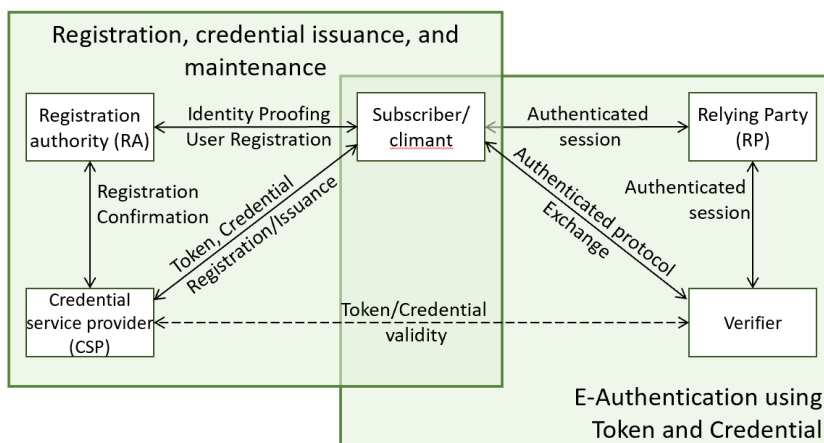 Registration, credential issuance, and
maintenance
Registration
authority (RA)
Identity Proofing
User Registration
Subscriber/
climant
Authenticated
session
Relying Party
(RP)
Registration
Confirmation
Token, Credential
Registration/Issuance
Authenticated protocol
Exchange
Authenticated
session
Credential
service provider
(CSP)
Token/Credential
validity
Verifier
E-Authentication using
Token and Credential